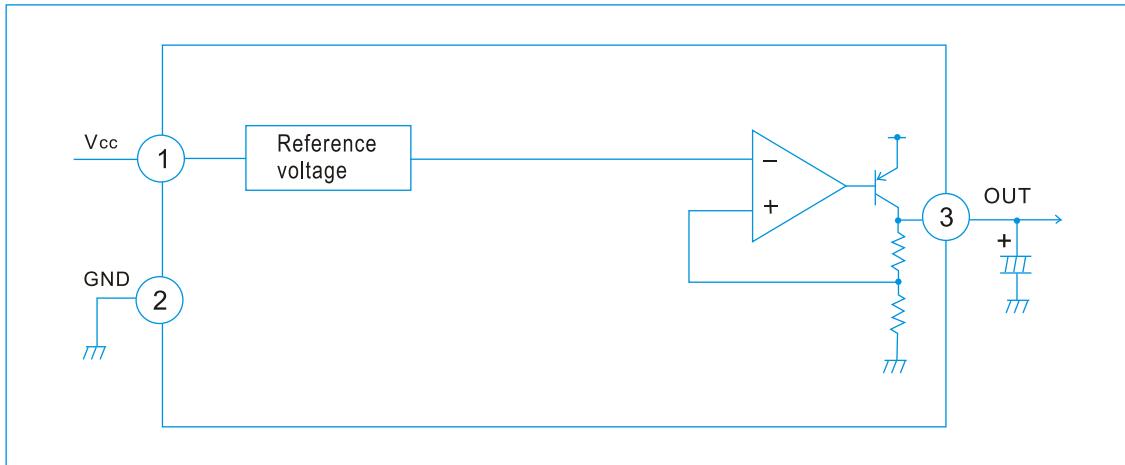 Vcc
1
Reference
voltage
−
+
3
OUT
+
GND
2